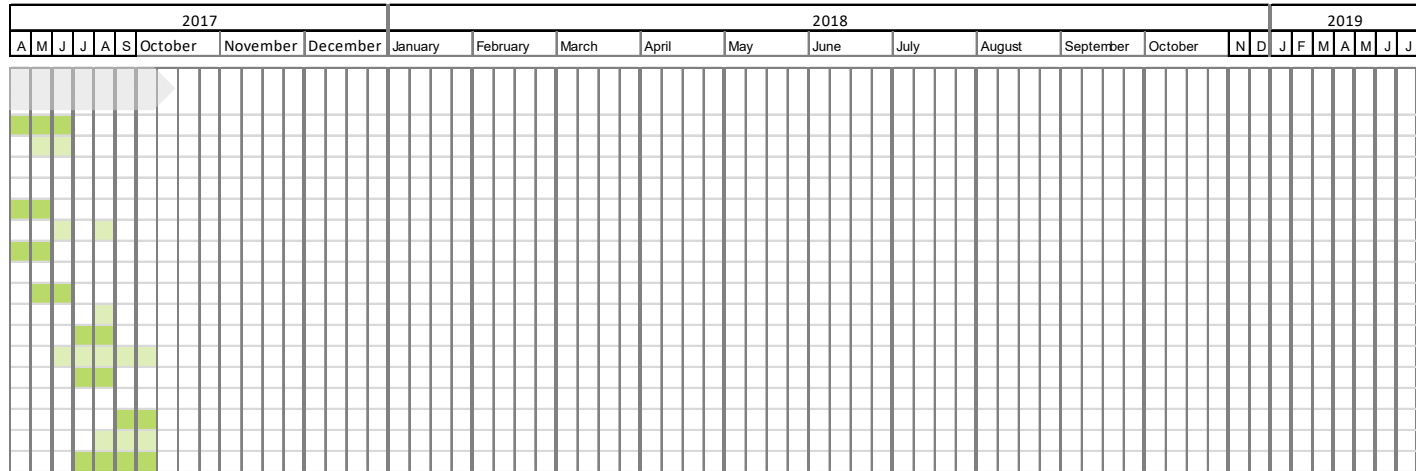 2017 2018 2019
A M J J A S October November December January February March April May June July August September October N D J F M A M J J